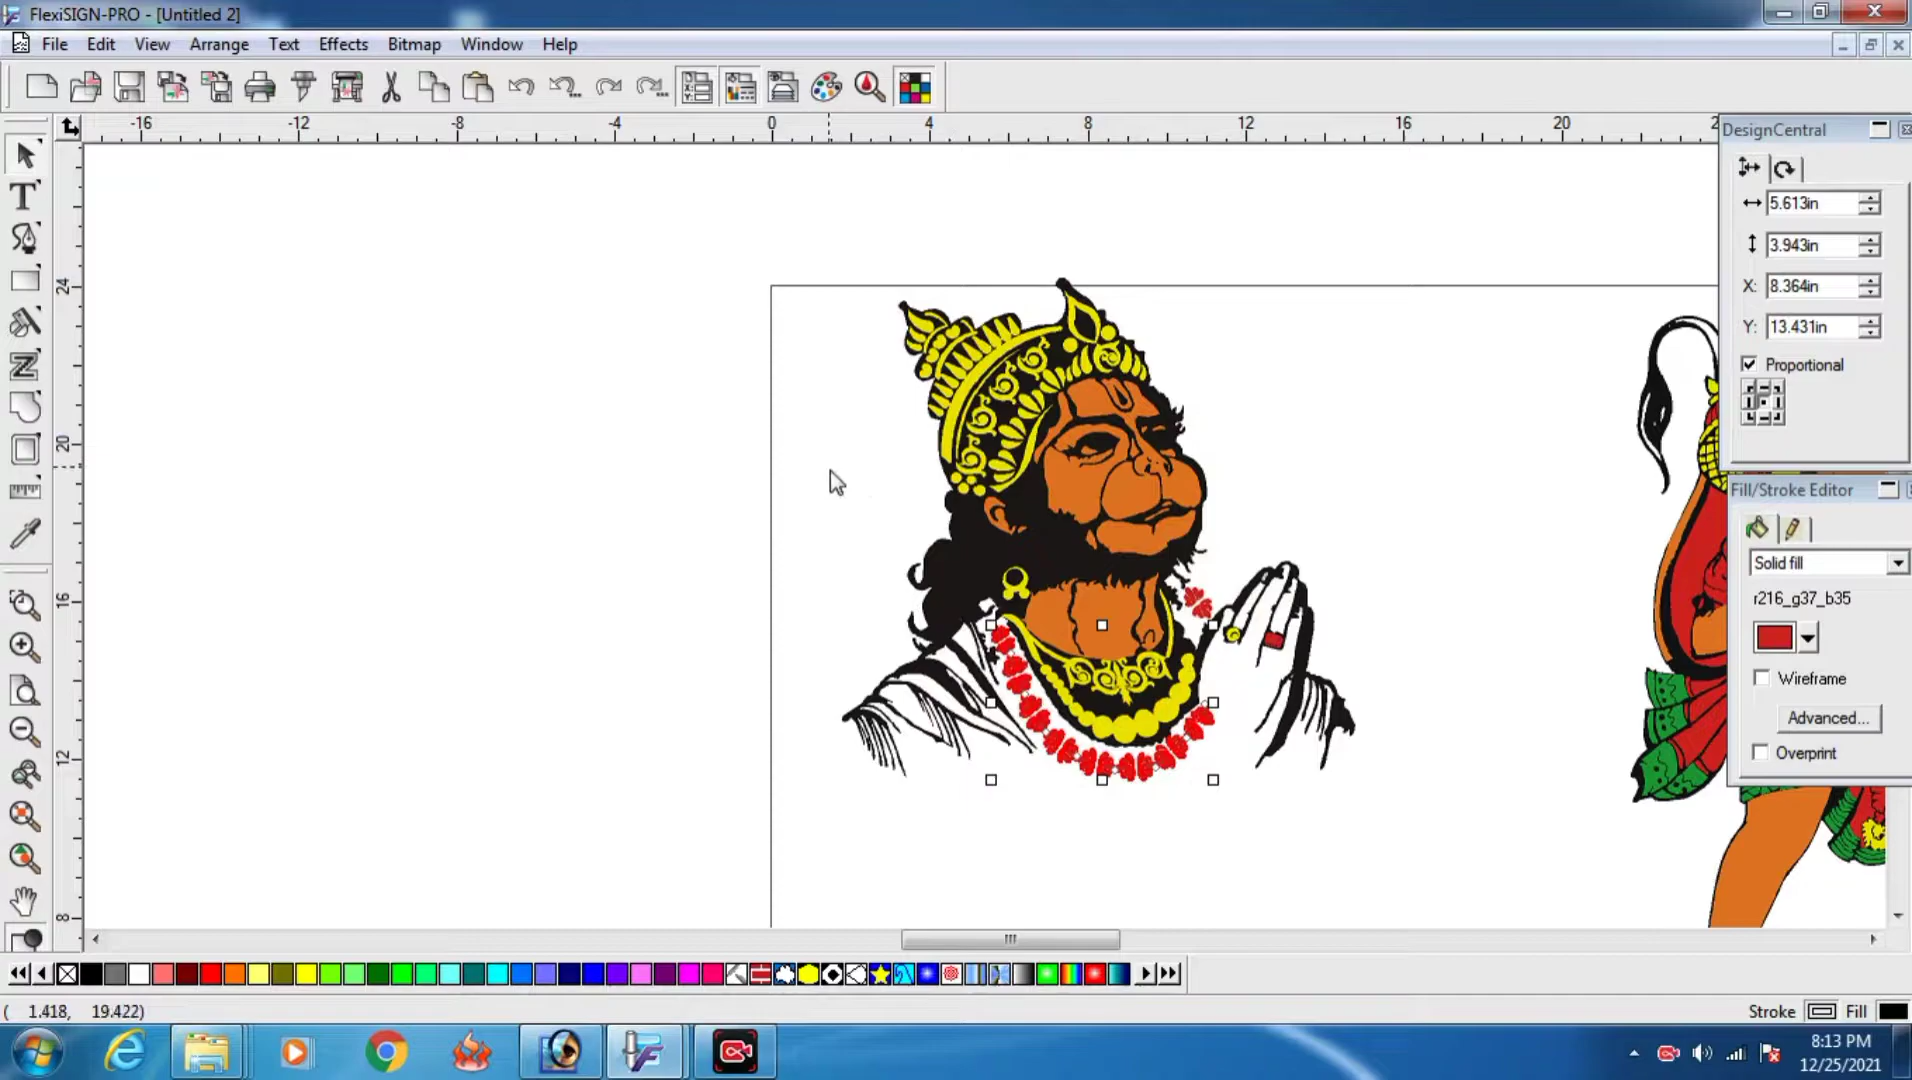 FlexiSIGN-PRO - [Untitled 2]
File Edit View Arrange Text Effects Bitmap Window Help
-16 -12 -8 -4 0 4 8 12 16 20 2
DesignCentral
5.613in
3.943in
X: 8.364in
Y: 13.431in
Proportional
Fill/Stroke Editor
Solid fill
r216_g37_b35
Wireframe
Advanced...
Overprint
24
20
16
12
8
( 1.418, 19.422)
Stroke Fill
8:13 PM
12/25/2021